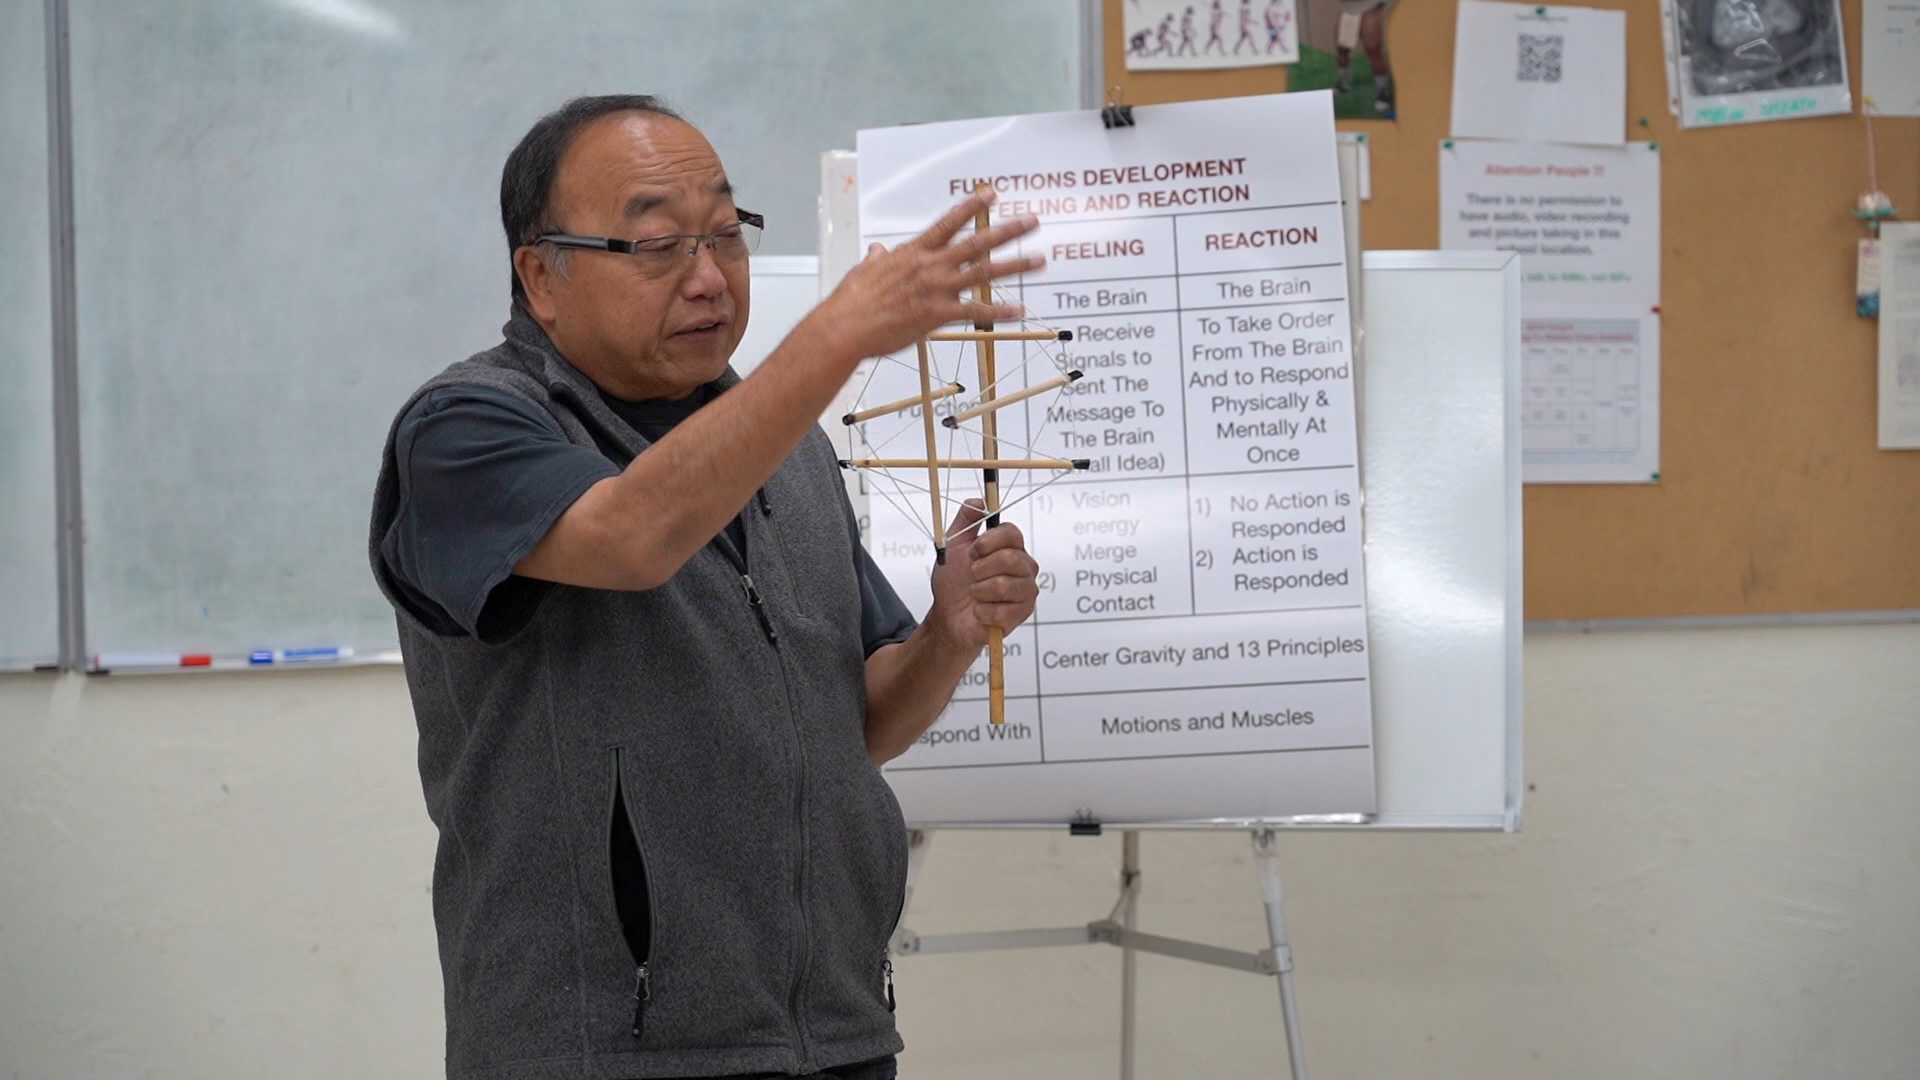 FUNCTIONS DEVELOPMENT
FEELING AND REACTION
FEELING
REACTION
The Brain
The Brain
Function
Receive
Signals to
Sent The
Message To
The Brain
(Small Idea)
To Take Order
From The Brain
And to Respond
Physically &
Mentally At
Once
How
1) Vision
energy
Merge
2) Physical
Contact
1) No Action is
Responded
2) Action is
Responded
Center Gravity and 13 Principles
spond With
Motions and Muscles
Attention People !!!
There is no permission to
have audio, video recording
and picture taking in this
school location.